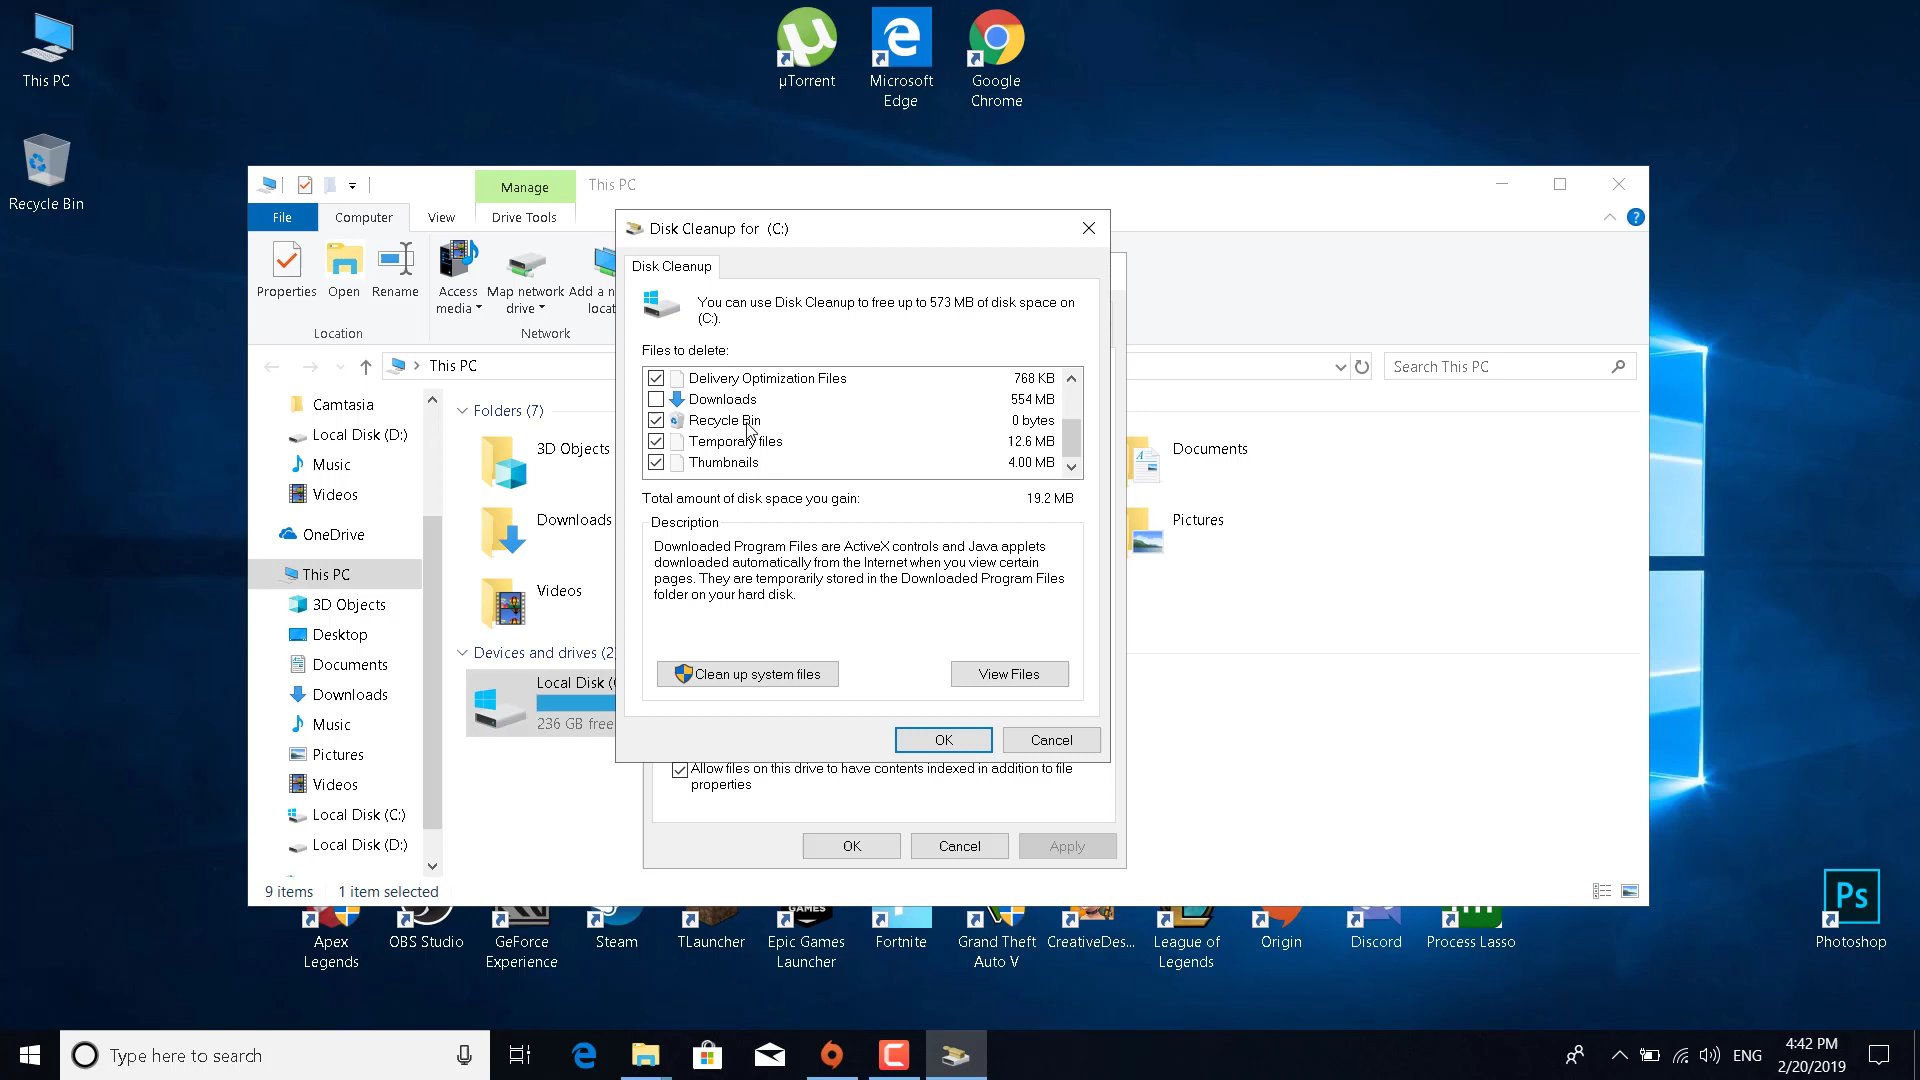 This PC
Recycle Bin
µTorrent
Microsoft
Edge
Google
Chrome
Manage
This PC
File
Computer
View
Drive Tools
Properties
Open
Rename
Access
media
Map network
drive
Add a n
locat
Location
Network
This PC
Search This PC
Camtasia
Local Disk (D:)
Music
Videos
OneDrive
This PC
3D Objects
Desktop
Documents
Downloads
Music
Pictures
Videos
Local Disk (C:)
Local Disk (D:)
Folders (7)
3D Objects
Downloads
Videos
Documents
Pictures
Devices and drives (2
Local Disk (
236 GB free
9 items
1 item selected
Disk Cleanup for (C:)
Disk Cleanup
You can use Disk Cleanup to free up to 573 MB of disk space on
(C:).
Files to delete:
Delivery Optimization Files 768 KB
Downloads 554 MB
Recycle Bin 0 bytes
Temporary files 12.6 MB
Thumbnails 4.00 MB
Total amount of disk space you gain: 19.2 MB
Description
Downloaded Program Files are ActiveX controls and Java applets
downloaded automatically from the Internet when you view certain
pages. They are temporarily stored in the Downloaded Program Files
folder on your hard disk.
Clean up system files
View Files
OK
Cancel
Allow files on this drive to have contents indexed in addition to file
properties
OK
Cancel
Apply
Apex
Legends
OBS Studio
GeForce
Experience
Steam
TLauncher
GAMES
Epic Games
Launcher
Fortnite
Grand Theft
Auto V
CreativeDes...
League of
Legends
Origin
Discord
Process Lasso
Ps
Photoshop
Type here to search
ENG
4:42 PM
2/20/2019